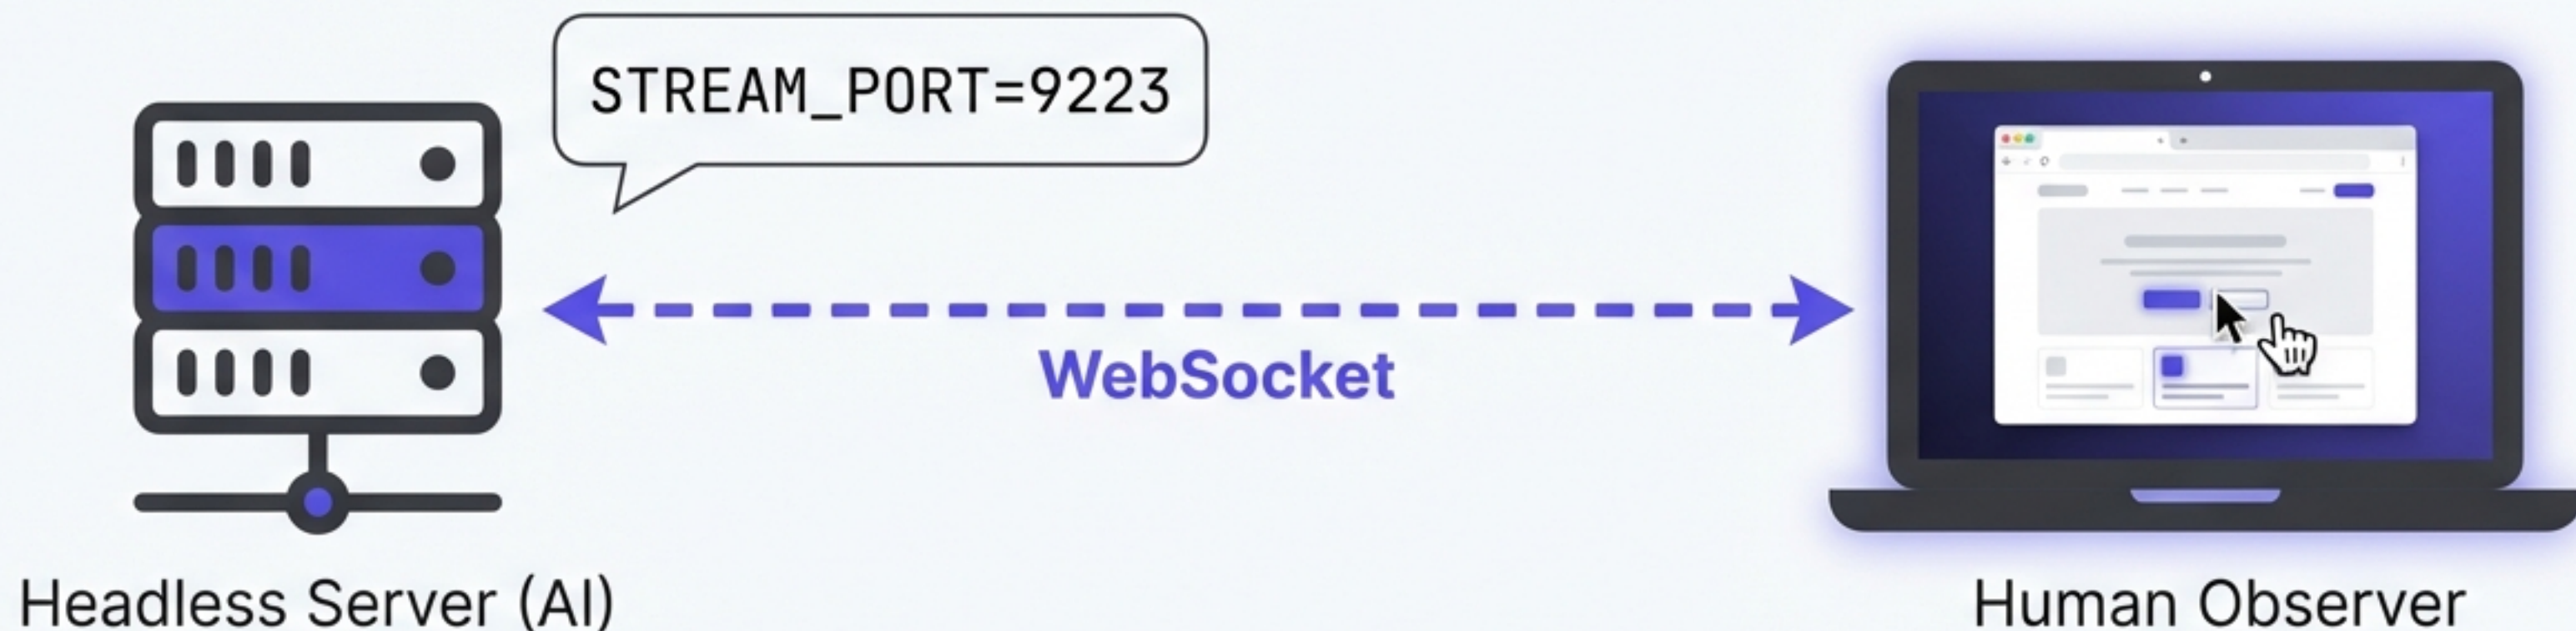 STREAM_PORT=9223
WebSocket
Headless Server (AI)
Human Observer